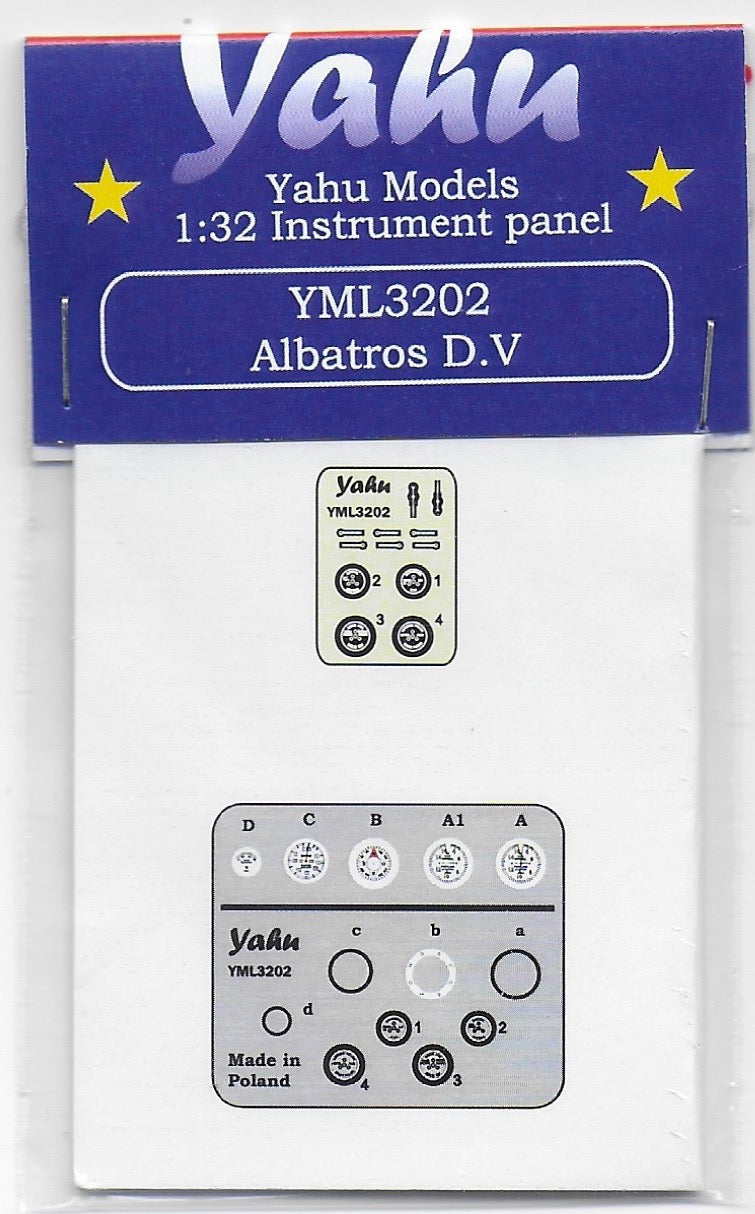 Yahu
Yahu Models
1:32 Instrument panel
YML3202
Albatros D.V
Yahu
YML3202
2 1
3 4
D C B A1 A
Yahu
c b a
YML3202
d
1 2
Made in
Poland
4 3